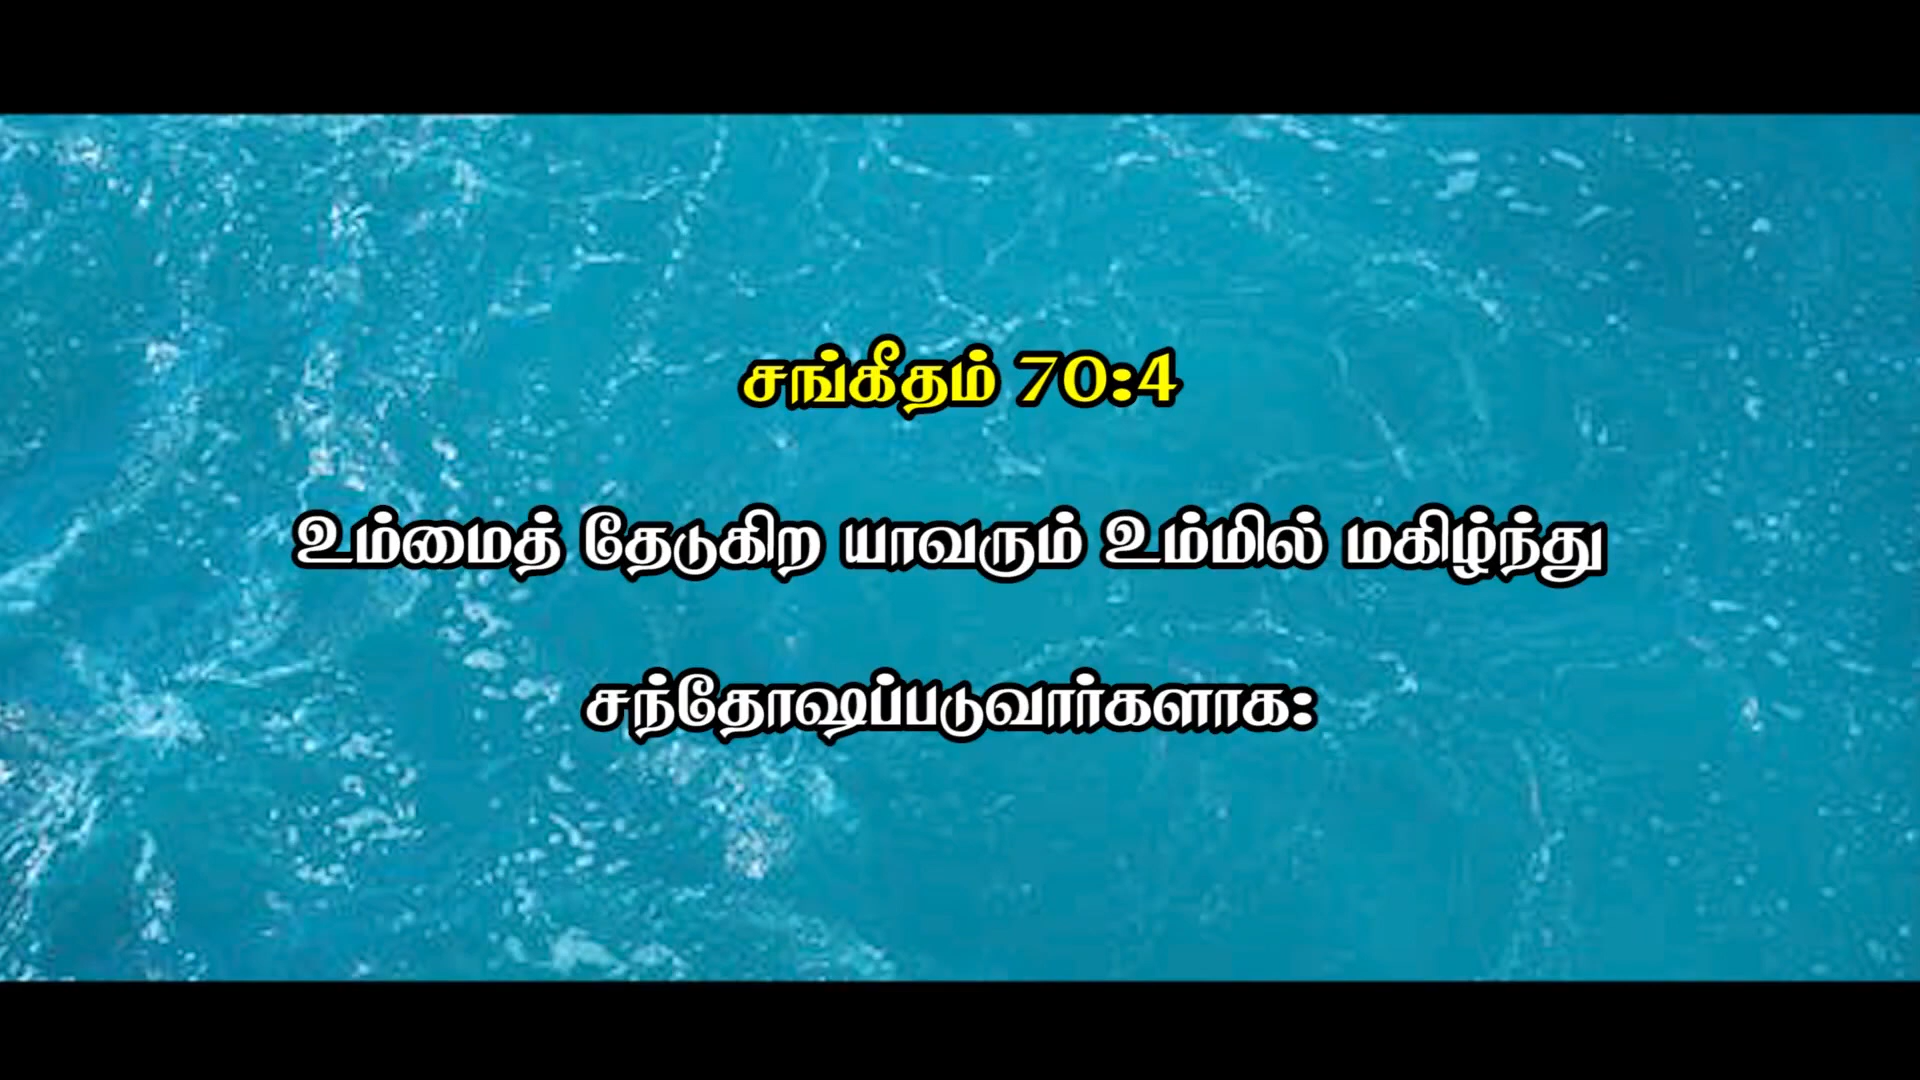 சங்கீதம் 70:4
உம்மைத் தேடுகிற யாவரும் உம்மில் மகிழ்ந்து
சந்தோஷப்படுவார்களாக: